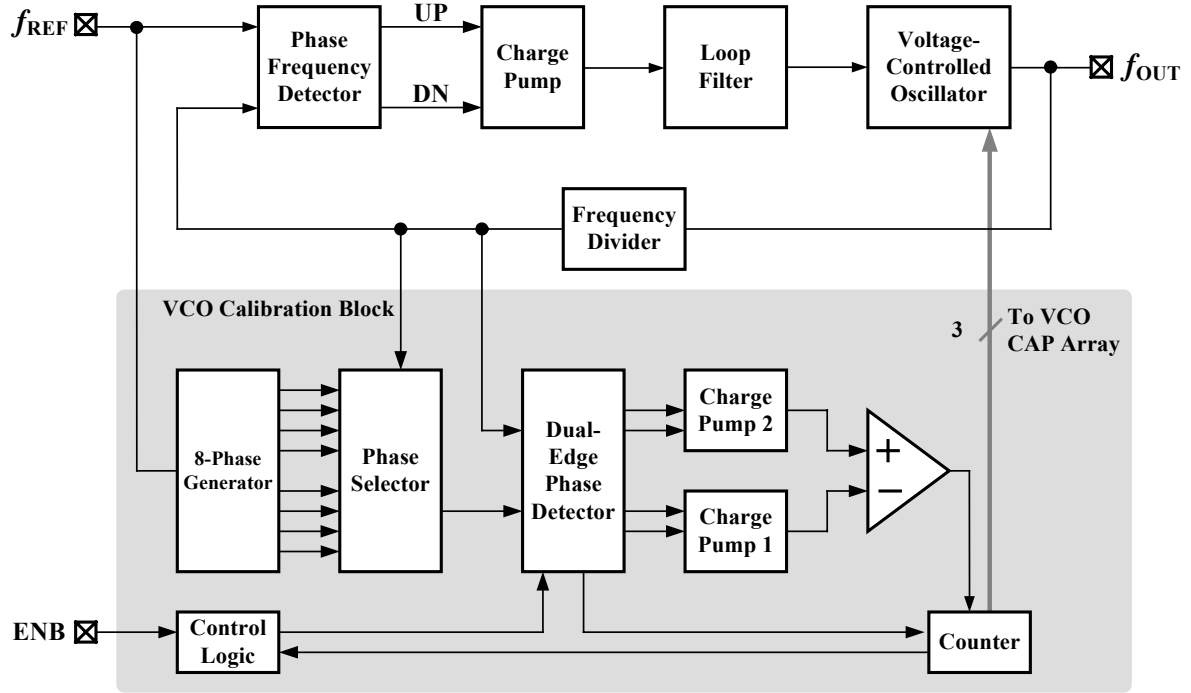 fREF
Phase
Frequency
Detector
UP
DN
Charge
Pump
Loop
Filter
Voltage-
Controlled
Oscillator
fOUT
Frequency
Divider
VCO Calibration Block
3
To VCO
CAP Array
8-Phase
Generator
Phase
Selector
Dual-
Edge
Phase
Detector
Charge
Pump 2
Charge
Pump 1
+
−
ENB
Control
Logic
Counter